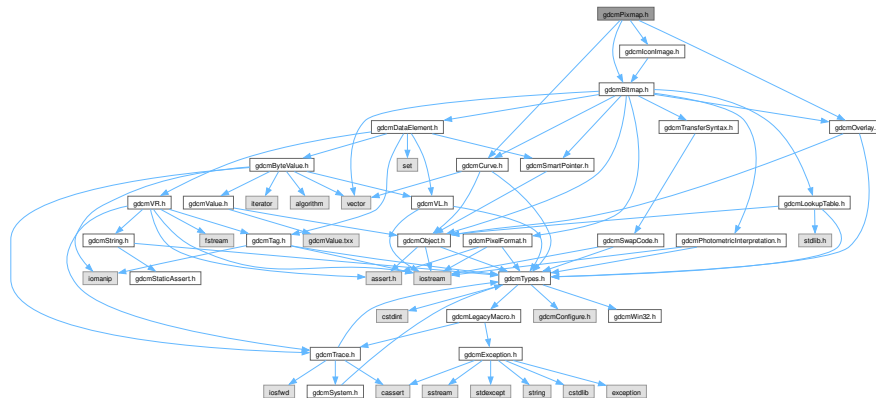 gdcmPixmap.h
gdcmIconImage.h
gdcmBitmap.h
gdcmDataElement.h
gdcmTransferSyntax.h
gdcmOverlay.
gdcmByteValue.h
set
gdcmCurve.h
gdcmSmartPointer.h
gdcmVR.h
gdcmValue.h
iterator
algorithm
vector
gdcmVL.h
gdcmLookupTable.h
gdcmString.h
fstream
gdcmTag.h
gdcmValue.txx
gdcmObject.h
gdcmPixelFormat.h
gdcmSwapCode.h
gdcmPhotometricInterpretation.h
stdlib.h
iomanip
gdcmStaticAssert.h
assert.h
iostream
gdcmTypes.h
cstdint
gdcmLegacyMacro.h
gdcmConfigure.h
gdcmWin32.h
gdcmTrace.h
gdcmException.h
iosfwd
gdcmSystem.h
cassert
sstream
stdexcept
string
cstdlib
exception